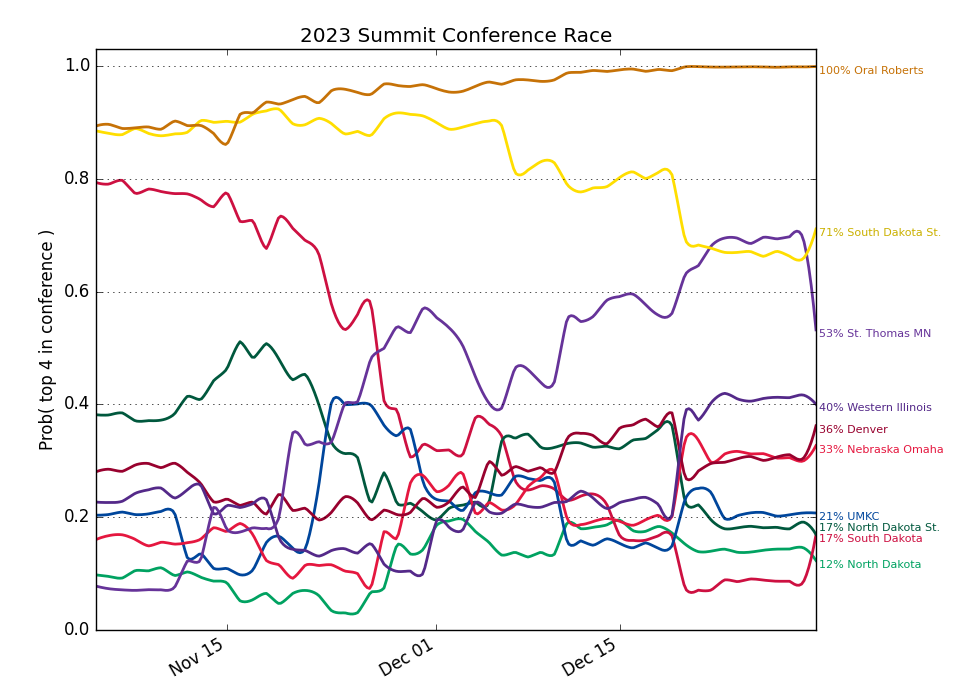 2023 Summit Conference Race
Prob( top 4 in conference )
1.0
0.8
0.6
0.4
0.2
0.0
Nov 15
Dec 01
Dec 15
100% Oral Roberts
71% South Dakota St.
53% St. Thomas MN
40% Western Illinois
36% Denver
33% Nebraska Omaha
21% UMKC
17% North Dakota St.
17% South Dakota
12% North Dakota